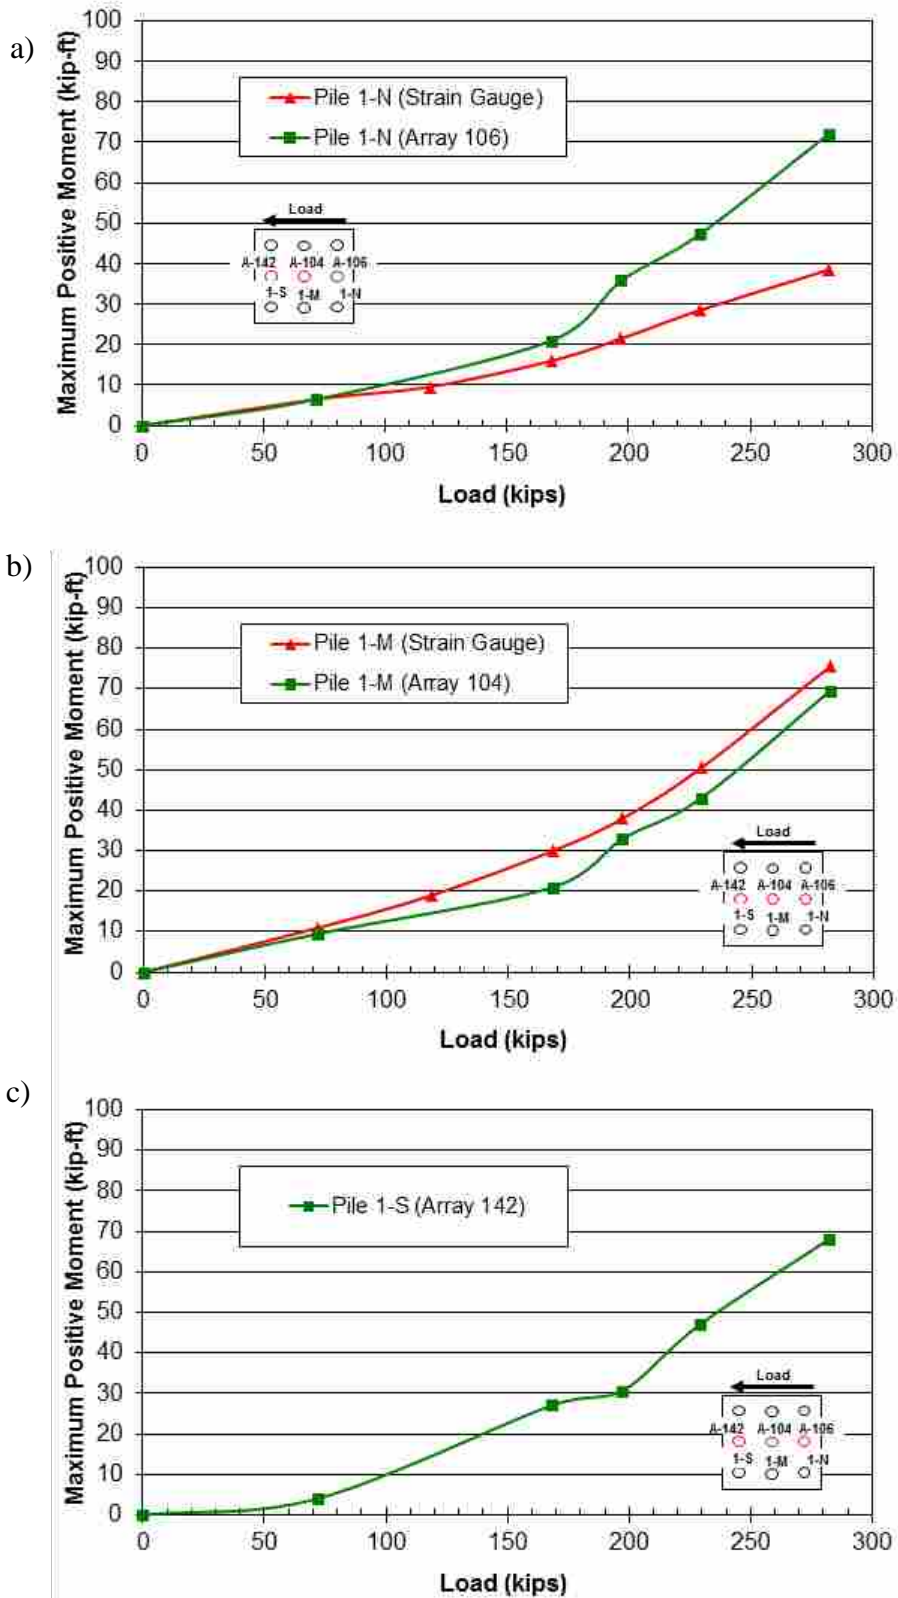 a)
Maximum Positive Moment (kip-ft)
100
90
80
70
60
50
40
30
20
10
0
Pile 1-N (Strain Gauge)
Pile 1-N (Array 106)
Load
A-142 A-104 A-106
1-S 1-M 1-N
0 50 100 150 200 250 300
Load (kips)
b)
Maximum Positive Moment (kip-ft)
100
90
80
70
60
50
40
30
20
10
0
Pile 1-M (Strain Gauge)
Pile 1-M (Array 104)
Load
A-142 A-104 A-106
1-S 1-M 1-N
0 50 100 150 200 250 300
Load (kips)
c)
Maximum Positive Moment (kip-ft)
100
90
80
70
60
50
40
30
20
10
0
Pile 1-S (Array 142)
Load
A-142 A-104 A-106
1-S 1-M 1-N
0 50 100 150 200 250 300
Load (kips)